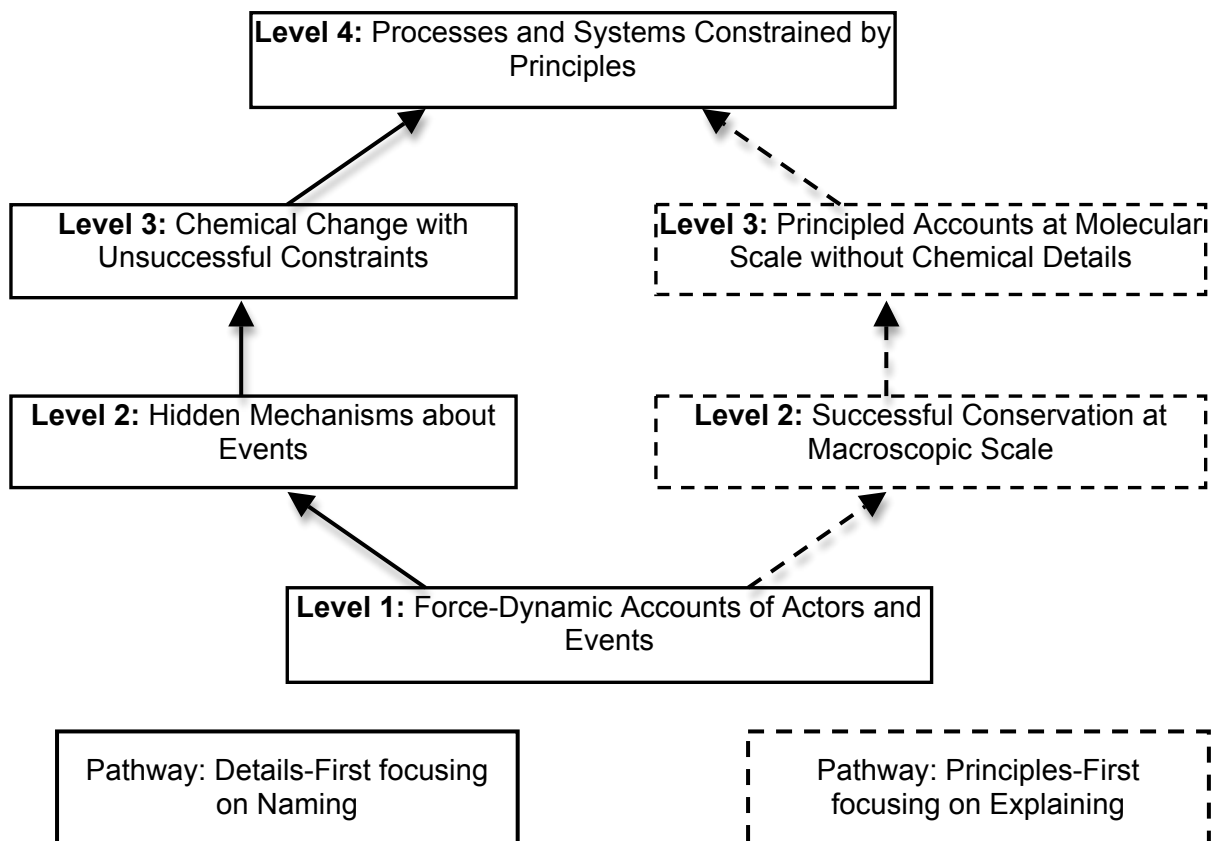 Level 4: Processes and Systems Constrained by
Principles
Level 3: Chemical Change with
Unsuccessful Constraints
Level 3: Principled Accounts at Molecular
Scale without Chemical Details
Level 2: Hidden Mechanisms about
Events
Level 2: Successful Conservation at
Macroscopic Scale
Level 1: Force-Dynamic Accounts of Actors and
Events
Pathway: Details-First focusing
on Naming
Pathway: Principles-First
focusing on Explaining